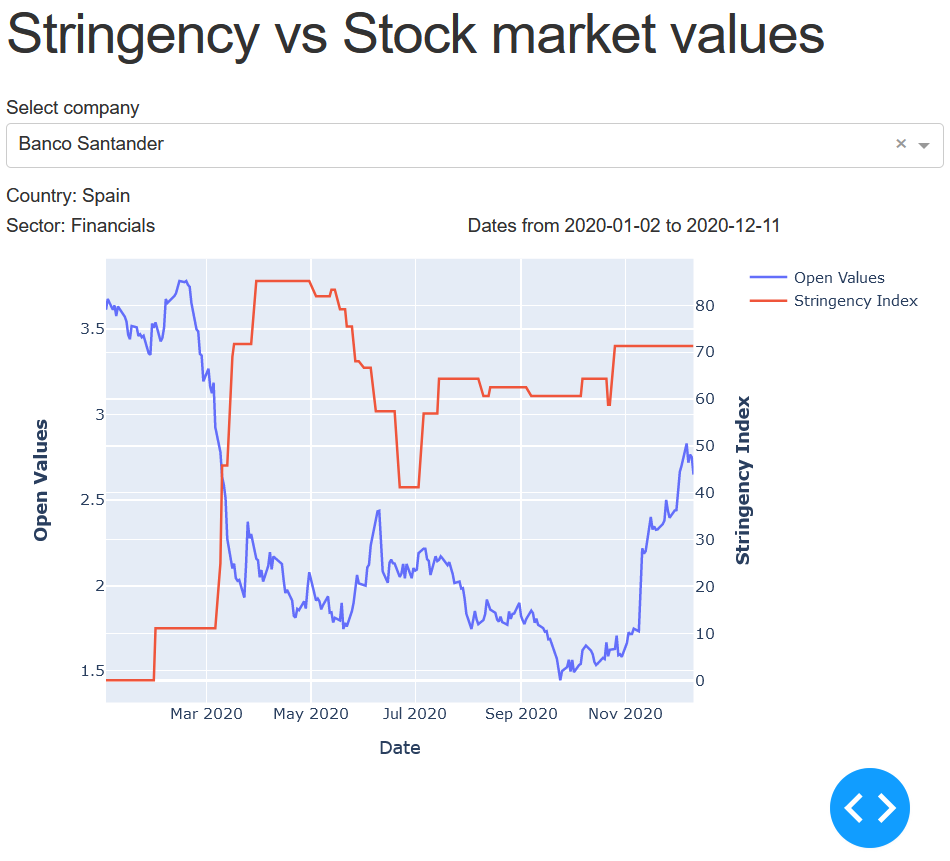 Stringency vs Stock market values
Select company
Banco Santander
Country: Spain
Sector: Financials
Dates from 2020-01-02 to 2020-12-11
Open Values
Stringency Index
3.5
3
2.5
2
1.5
Open Values
80
70
60
50
40
30
20
10
0
Stringency Index
Mar 2020 May 2020 Jul 2020 Sep 2020 Nov 2020
Date